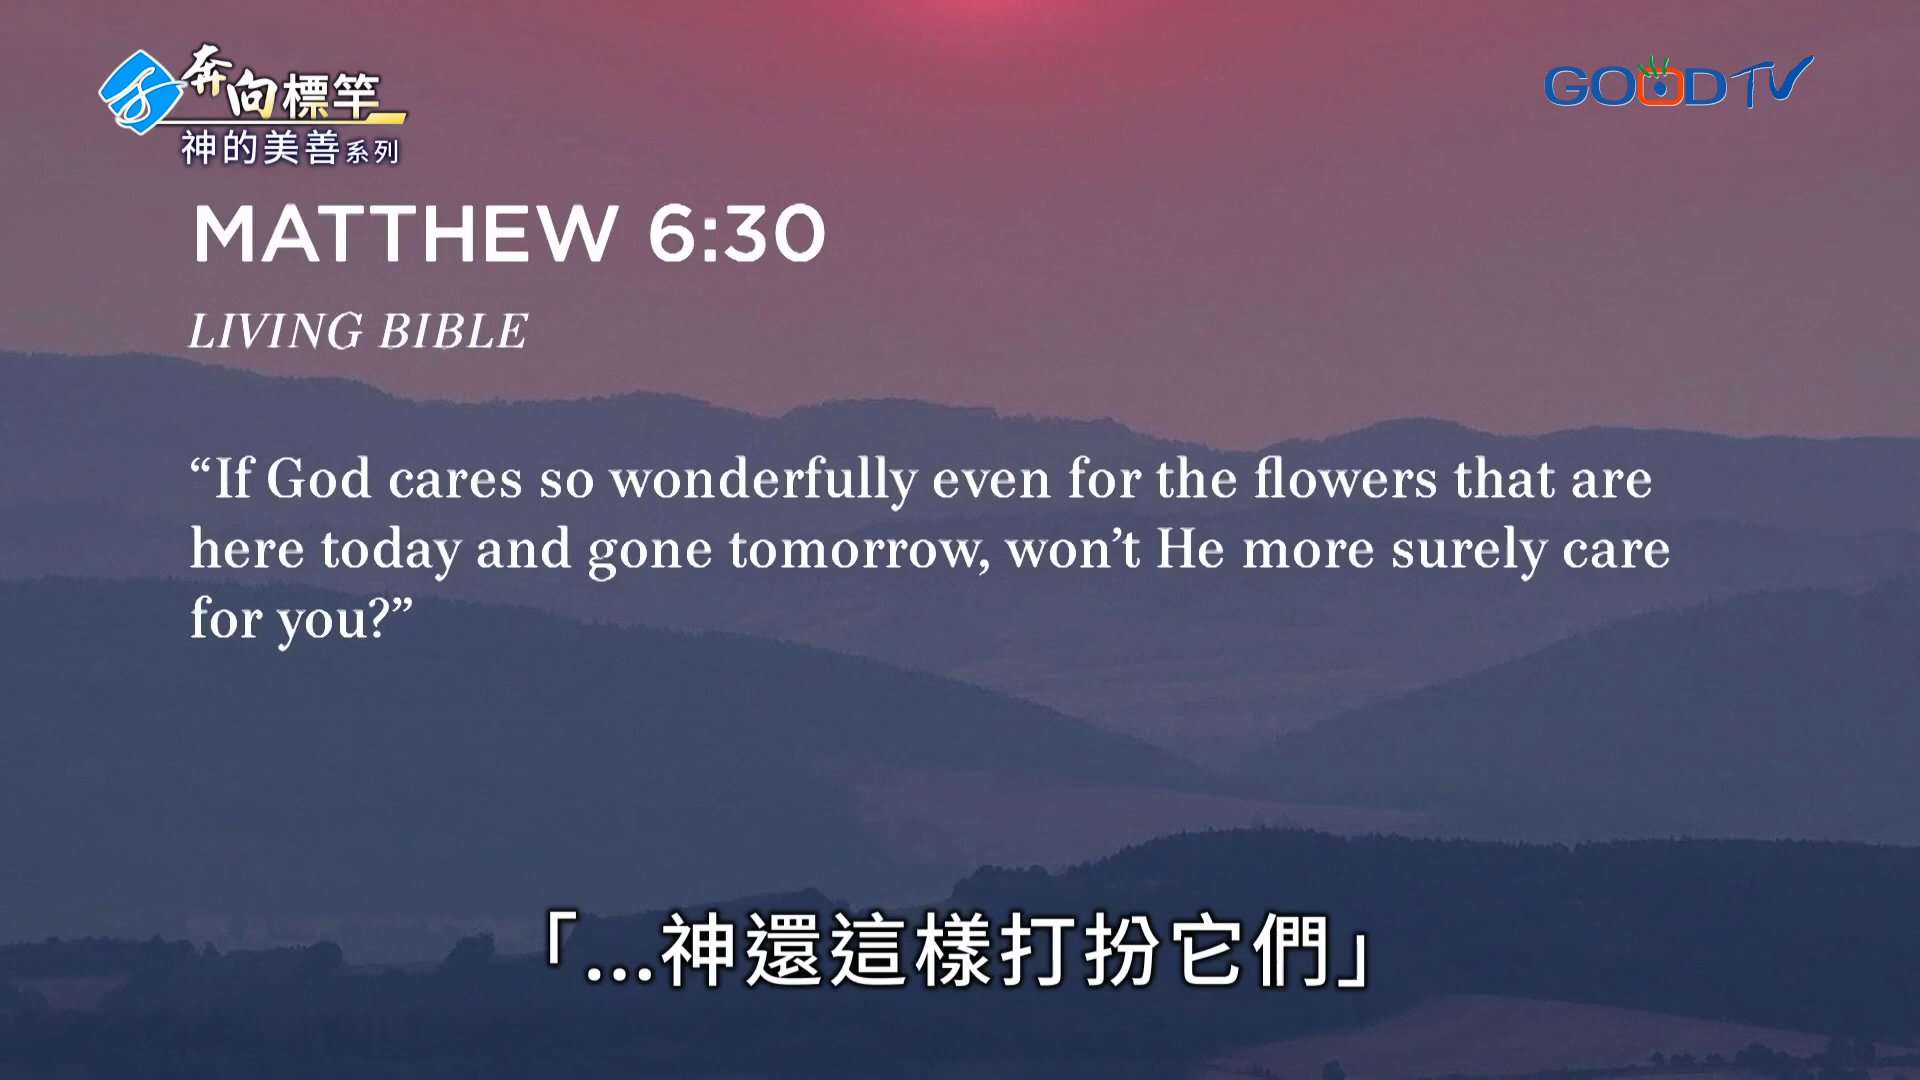 奔向標竿
神的美善系列
GOOD TV
MATTHEW 6:30
LIVING BIBLE
“If God cares so wonderfully even for the flowers that are
here today and gone tomorrow, won’t He more surely care
for you?”
「...神還這樣打扮它們」